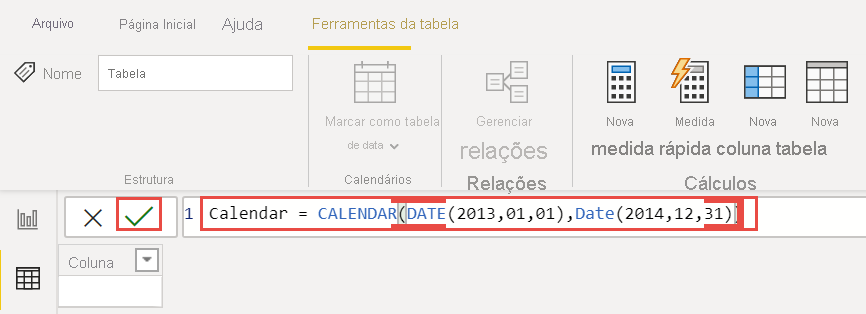 Arquivo Página Inicial Ajuda Ferramentas da tabela
Nome Tabela
Marcar como tabela
de data
Calendários
Gerenciar
relações
Relações
Nova Medida Nova Nova
medida rápida coluna tabela
Cálculos
Estrutura
1 Calendar = CALENDAR(DATE(2013,01,01),Date(2014,12,31))
Coluna